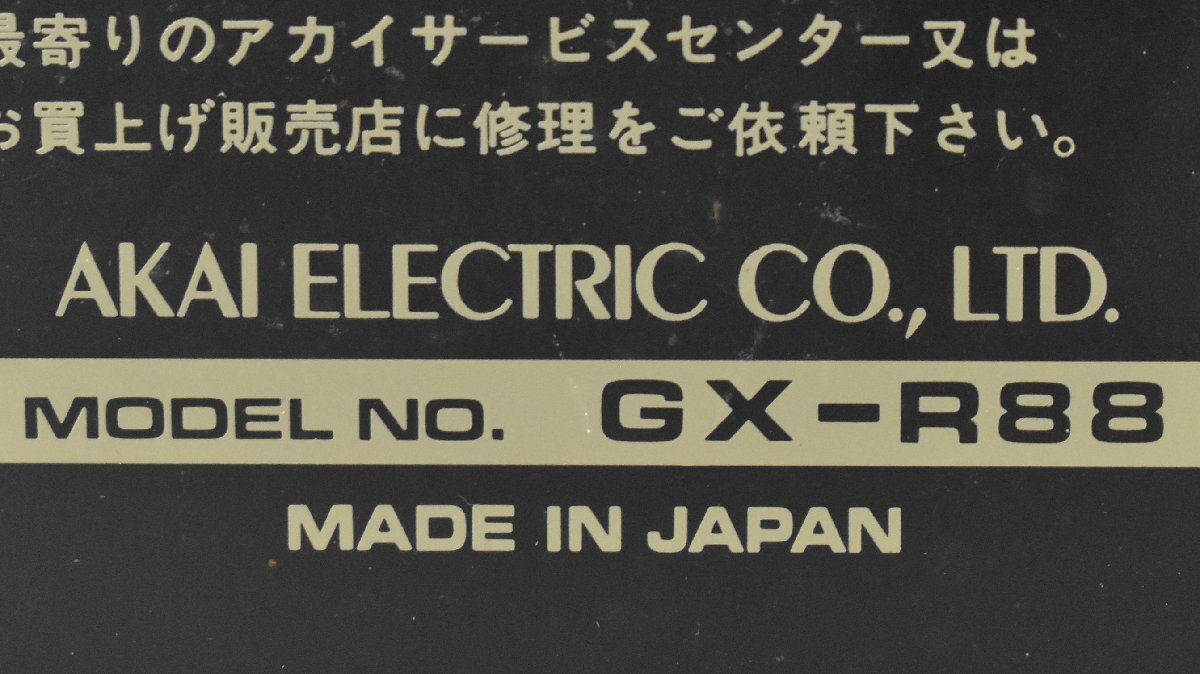 最寄りのアカイサービスセンター又は
お買上げ販売店に修理をご依頼下さい。
AKAI ELECTRIC CO., LTD.
MODEL NO. GX-R88
MADE IN JAPAN